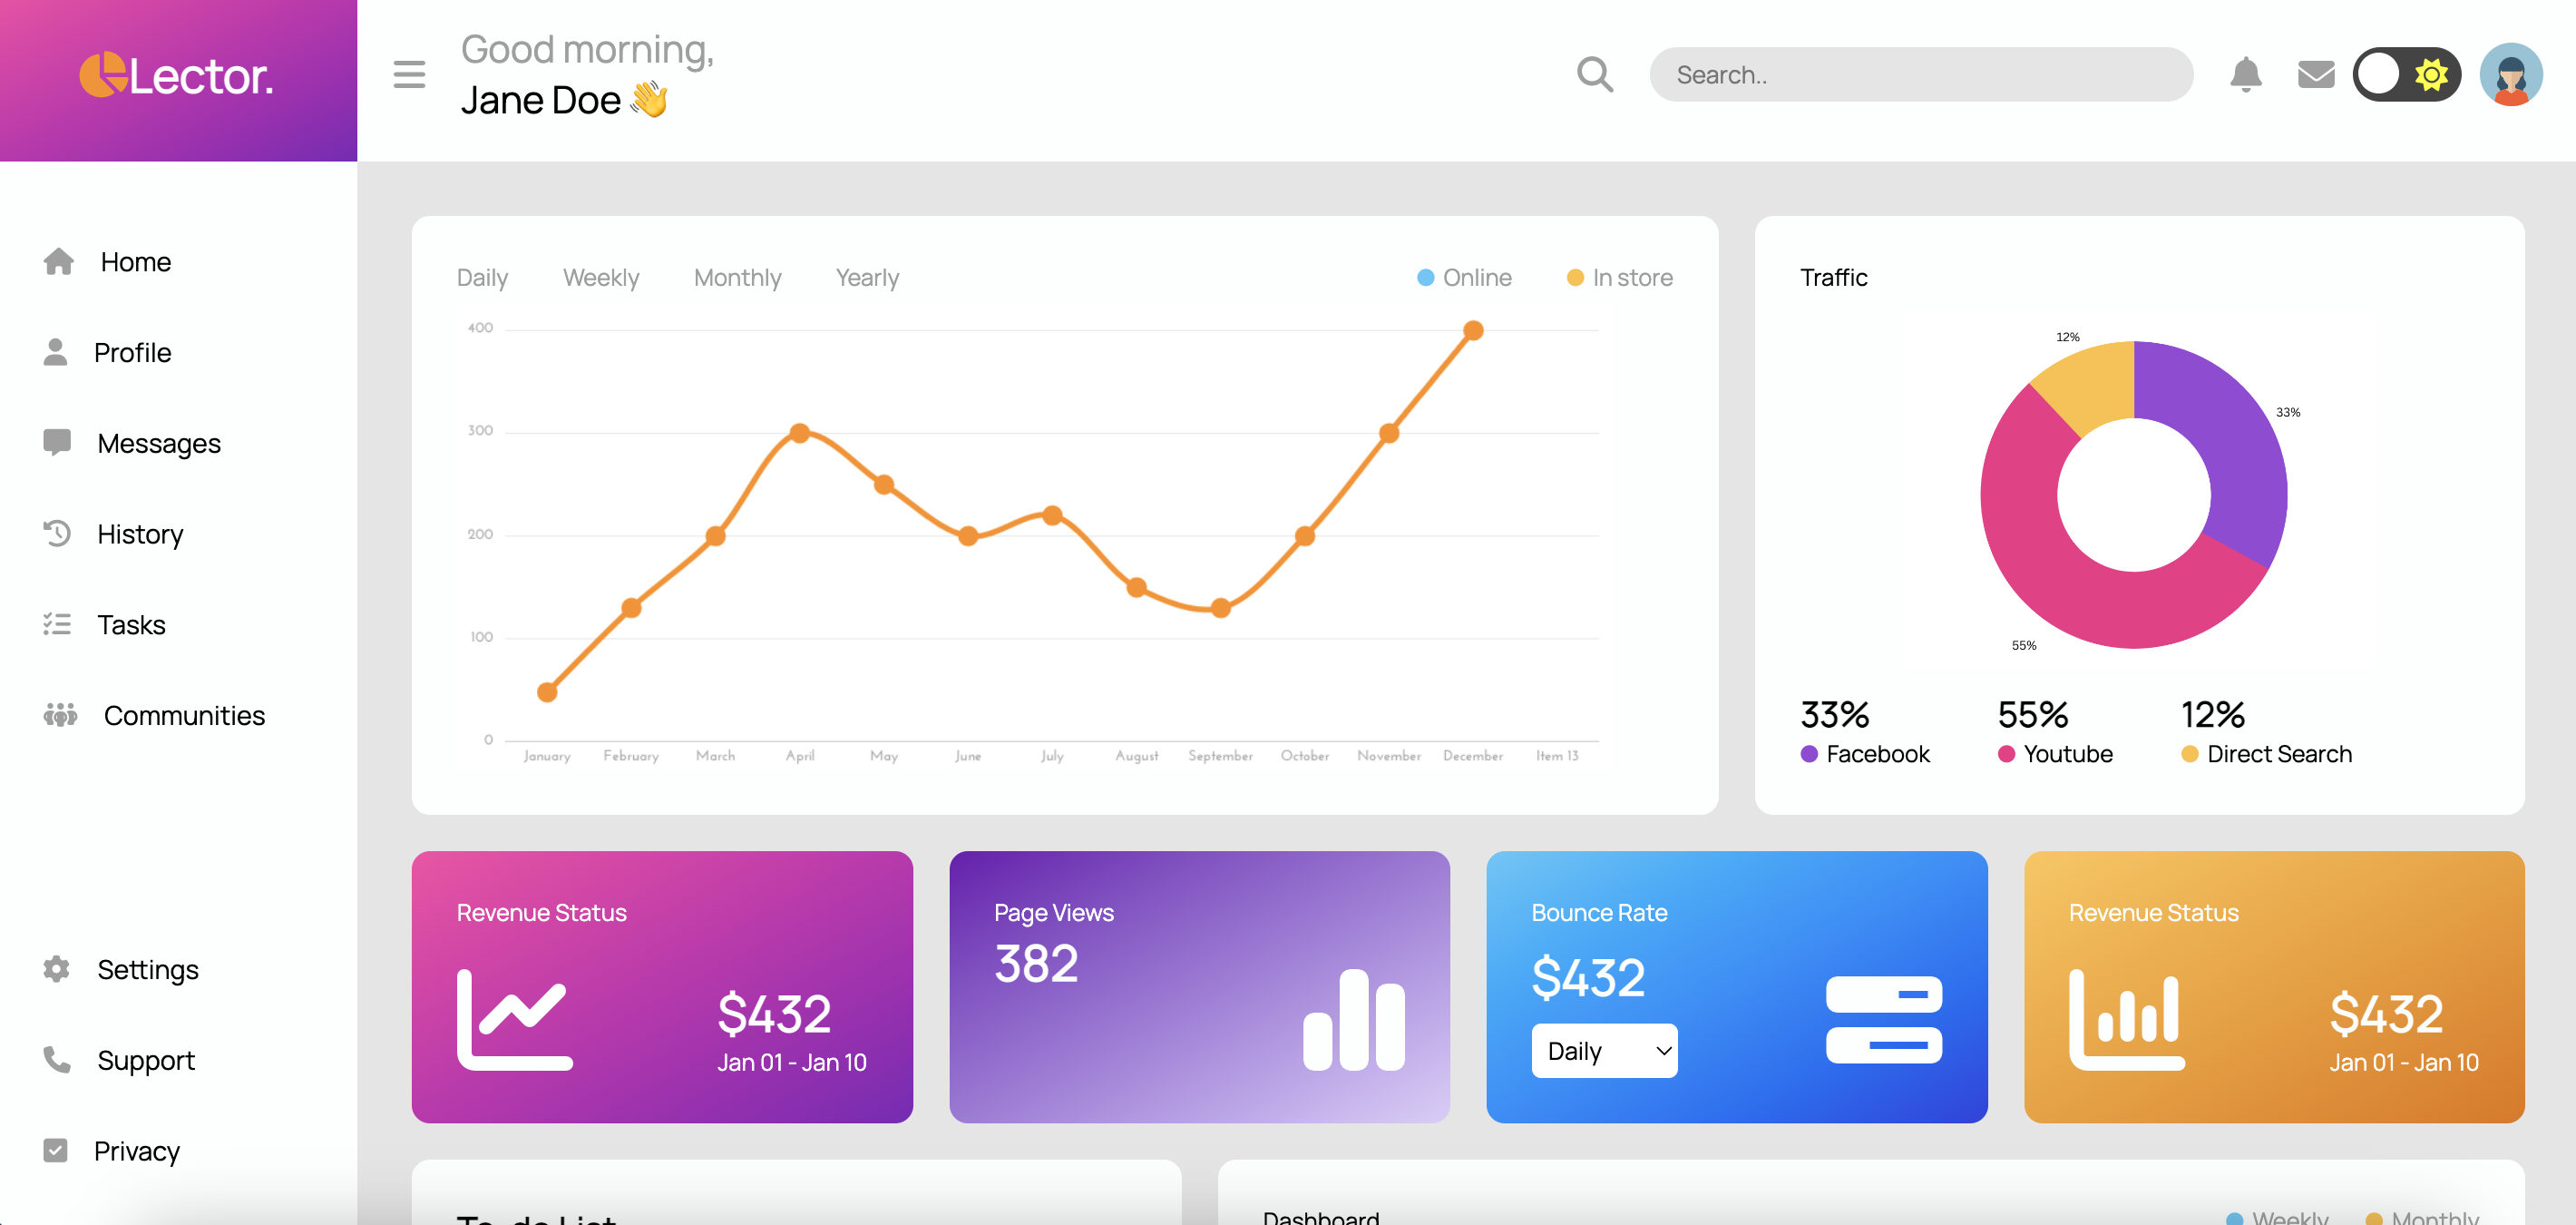 Lector.
Good morning,
Jane Doe 👋
Search..
Home
Profile
Messages
History
Tasks
Communities
Settings
Support
Privacy
Daily Weekly Monthly Yearly
Online In store
400
300
200
100
0
January February March April May June July August September October November December Item 13
Traffic
12%
33%
55%
33% 55% 12%
Facebook Youtube Direct Search
Revenue Status
$432
Jan 01 - Jan 10
Page Views
382
Bounce Rate
$432
Daily
Revenue Status
$432
Jan 01 - Jan 10
To-do List
Dashboard
Weekly Monthly